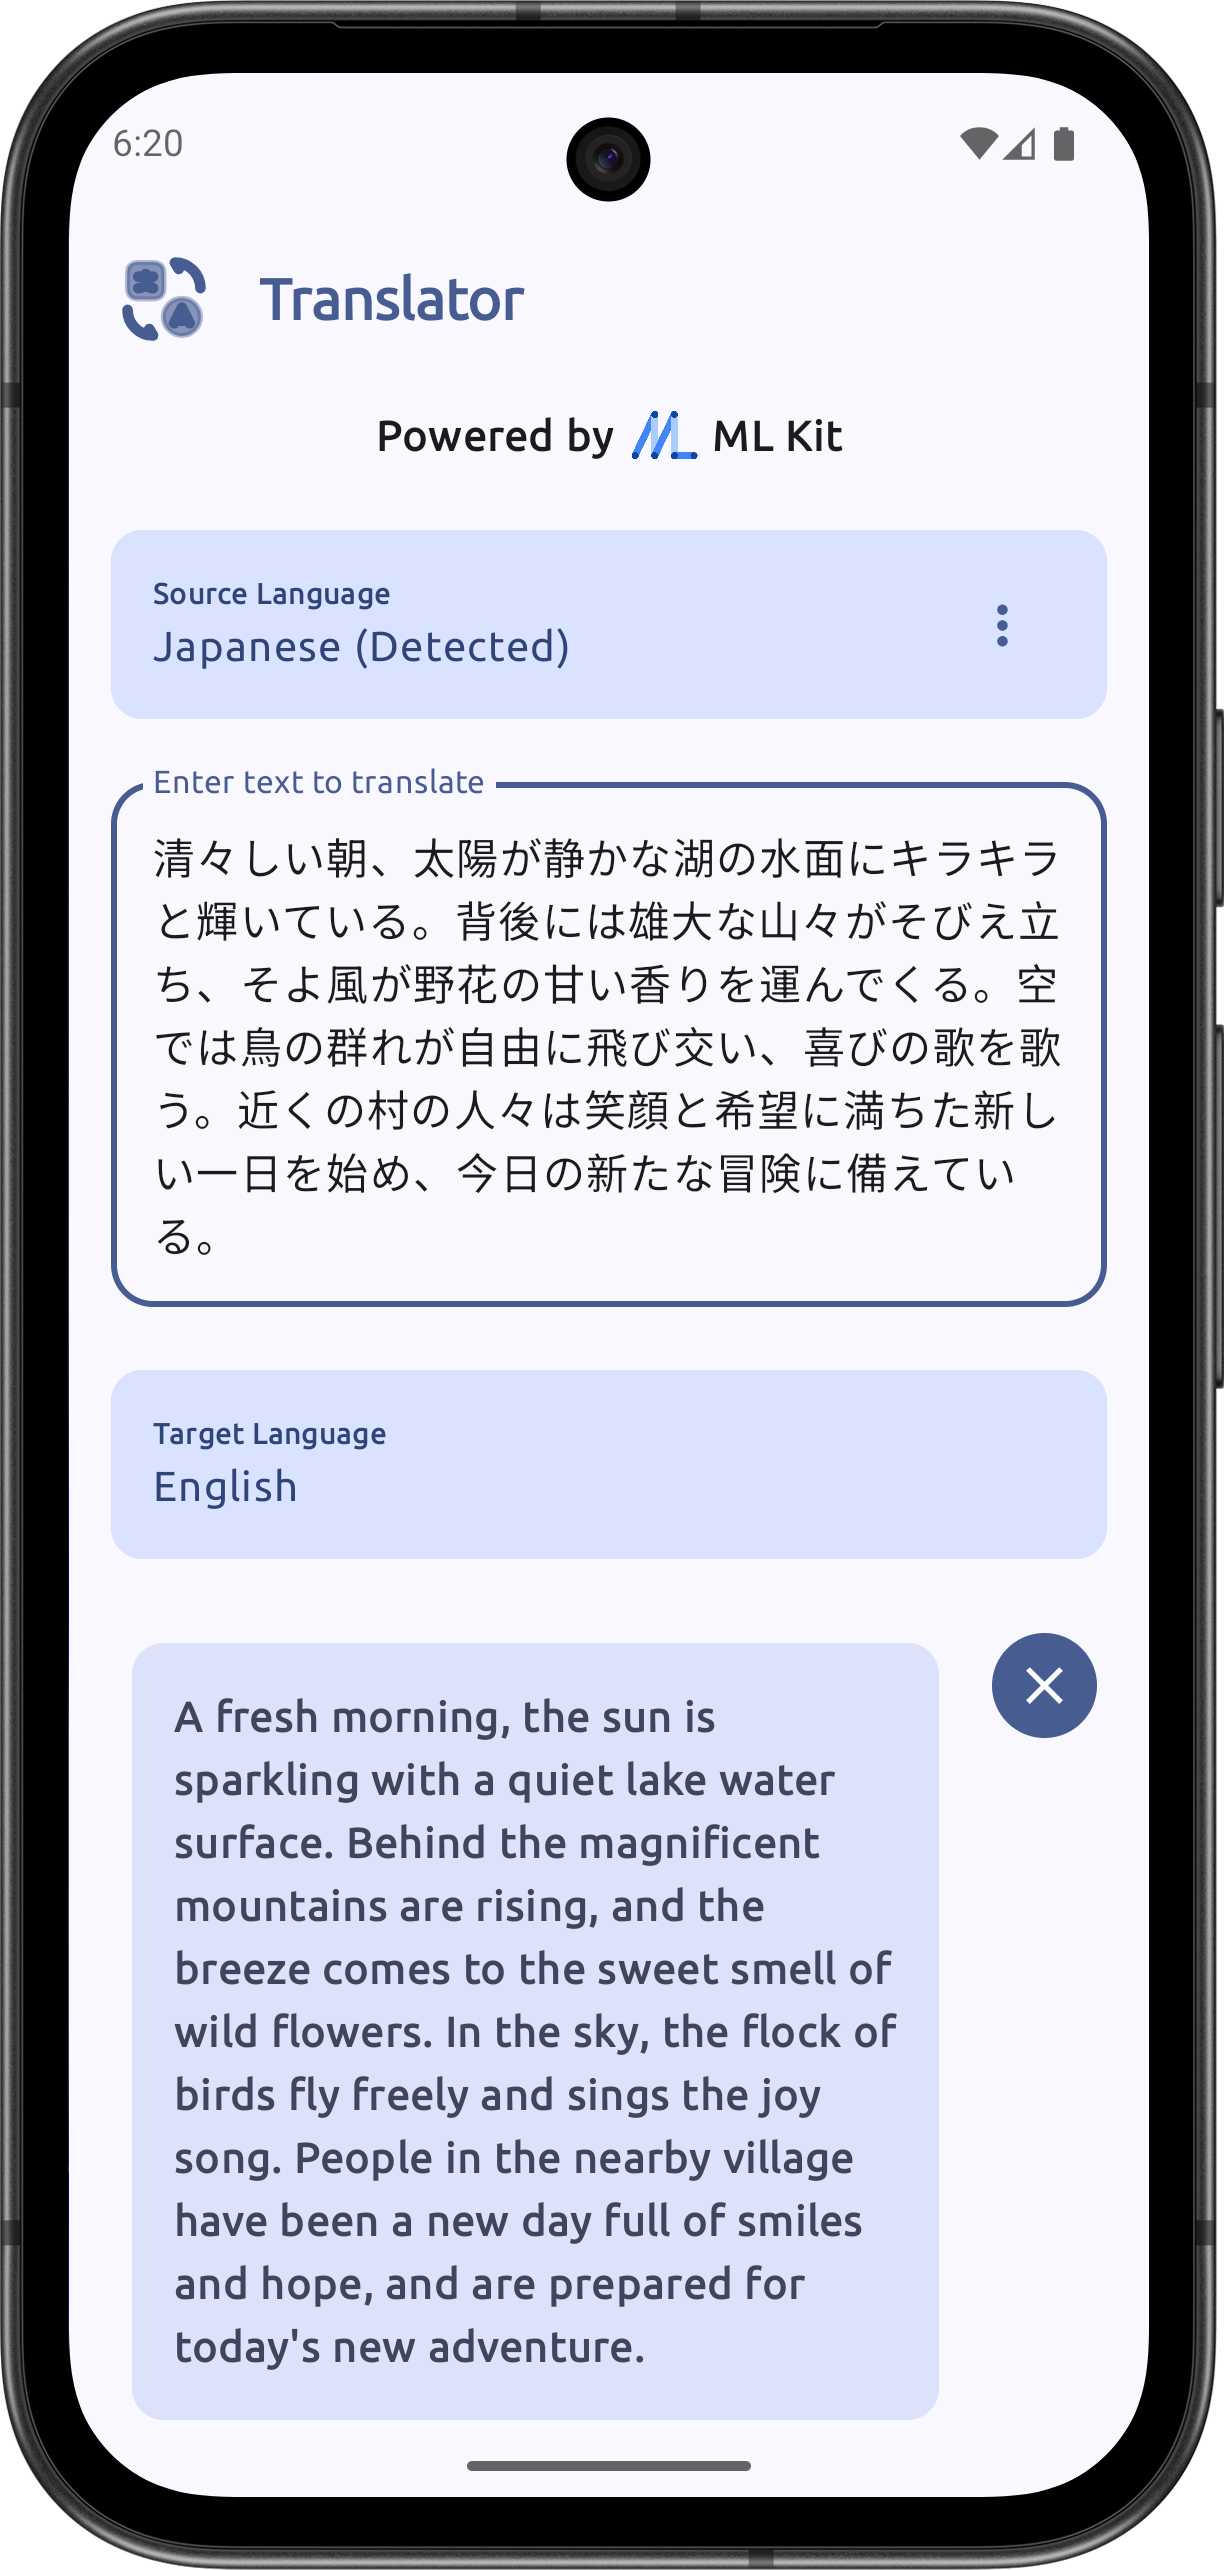 6:20
Translator
Powered by ML Kit
Source Language
Japanese (Detected)
Enter text to translate
清々しい朝、太陽が静かな湖の水面にキラキラ
と輝いている。背後には雄大な山々がそびえ立
ち、そよ風が野花の甘い香りを運んでくる。空
では鳥の群れが自由に飛び交い、喜びの歌を歌
う。近くの村の人々は笑顔と希望に満ちた新し
い一日を始め、今日の新たな冒険に備えてい
る。
Target Language
English
A fresh morning, the sun is
sparkling with a quiet lake water
surface. Behind the magnificent
mountains are rising, and the
breeze comes to the sweet smell of
wild flowers. In the sky, the flock of
birds fly freely and sings the joy
song. People in the nearby village
have been a new day full of smiles
and hope, and are prepared for
today's new adventure.